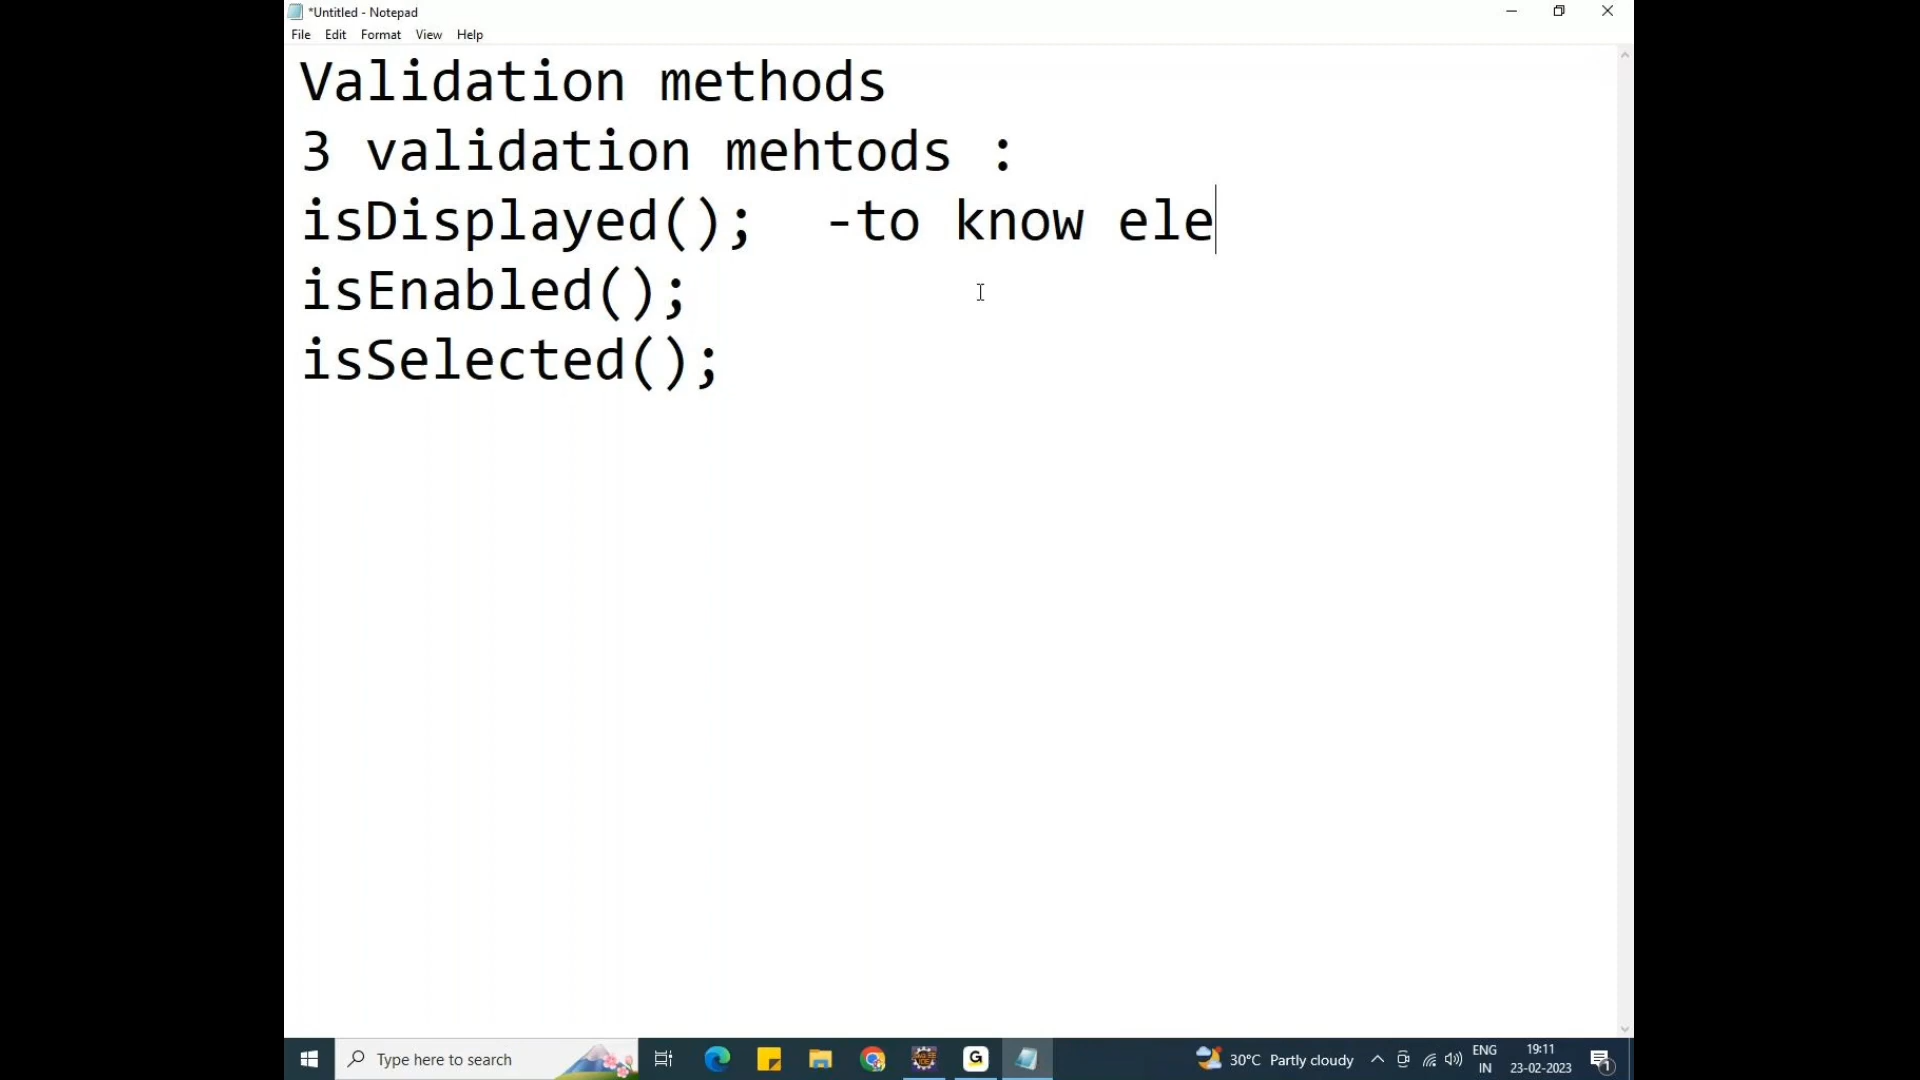 *Untitled - Notepad
File Edit Format View Help
Validation methods
3 validation mehtods :
isDisplayed(); -to know ele
isEnabled();
isSelected();
Type here to search
G
30°C Partly cloudy
ENG
IN
19:11
23-02-2023
1